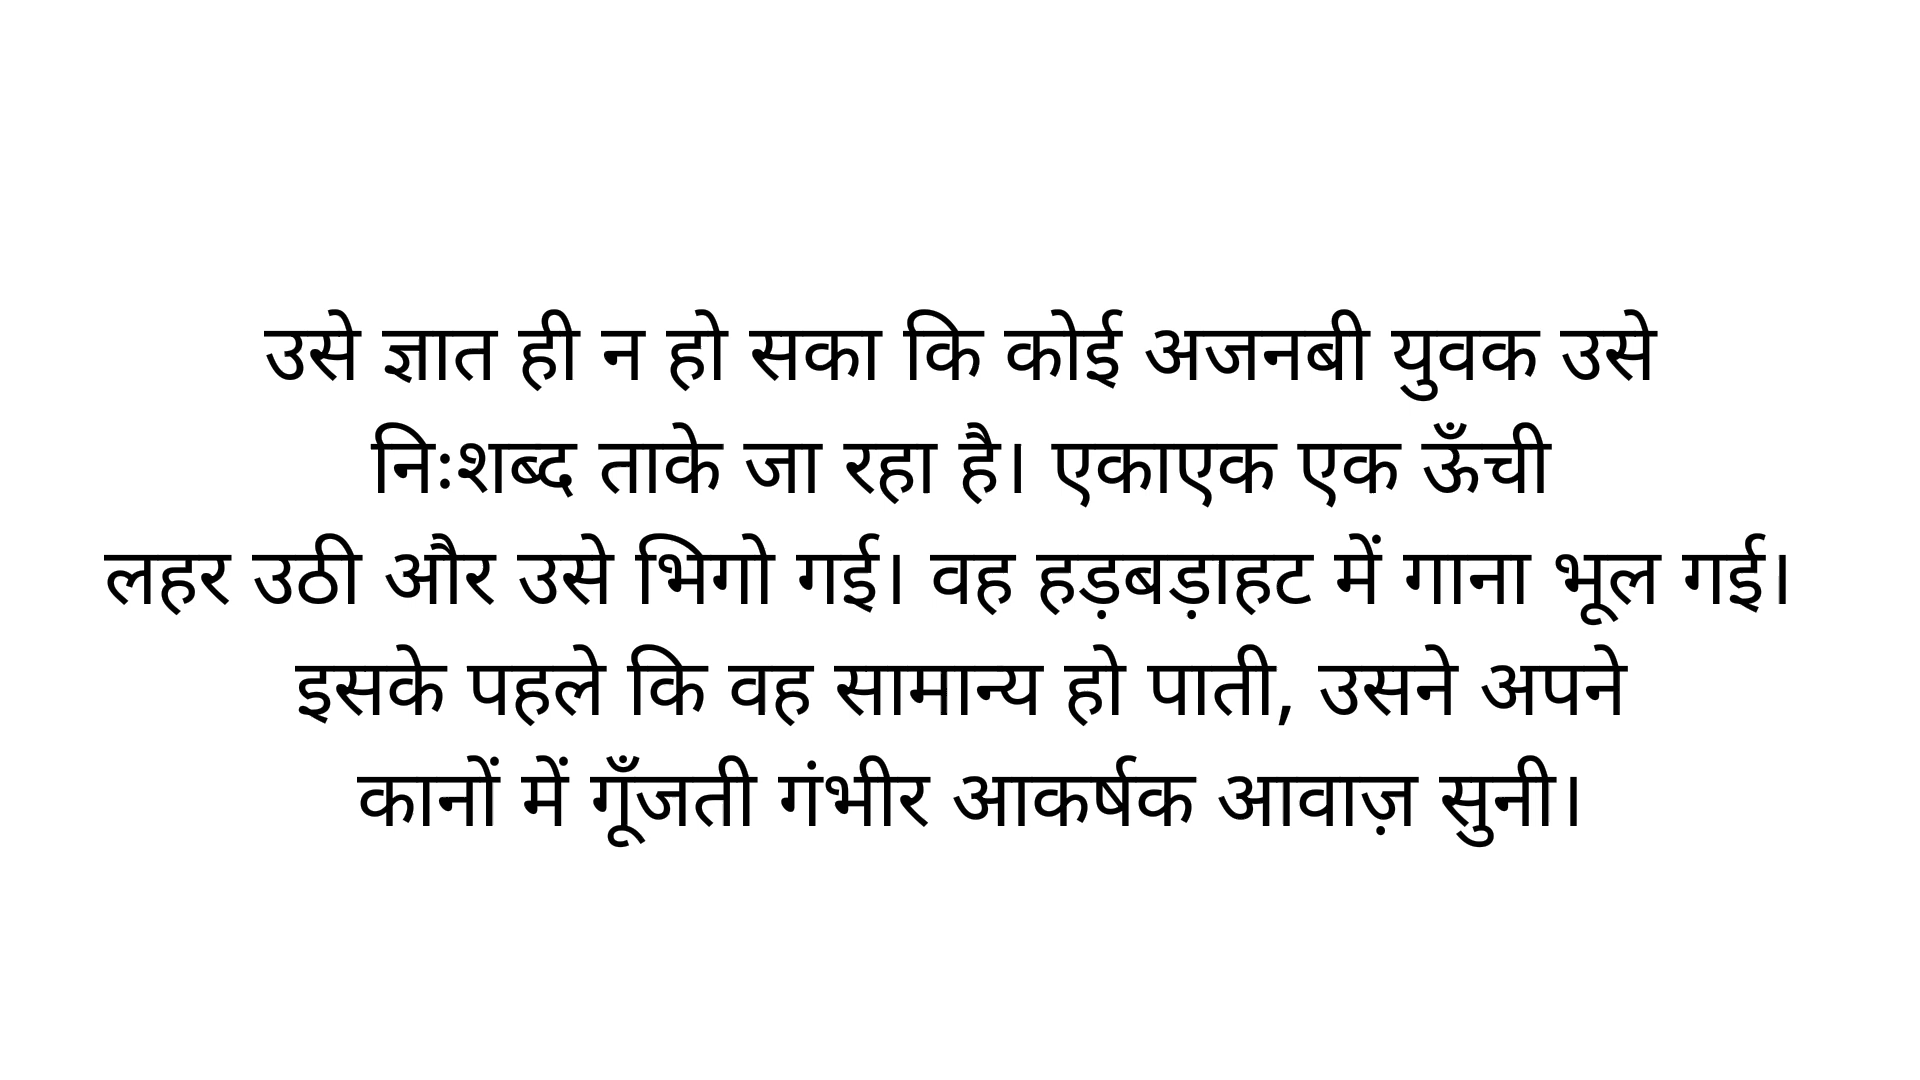 उसे ज्ञात ही न हो सका कि कोई अजनबी युवक उसे
निःशब्द ताके जा रहा है। एकाएक एक ऊँची
लहर उठी और उसे भिगो गई। वह हड़बड़ाहट में गाना भूल गई।
इसके पहले कि वह सामान्य हो पाती, उसने अपने
कानों में गूँजती गंभीर आकर्षक आवाज़ सुनी।